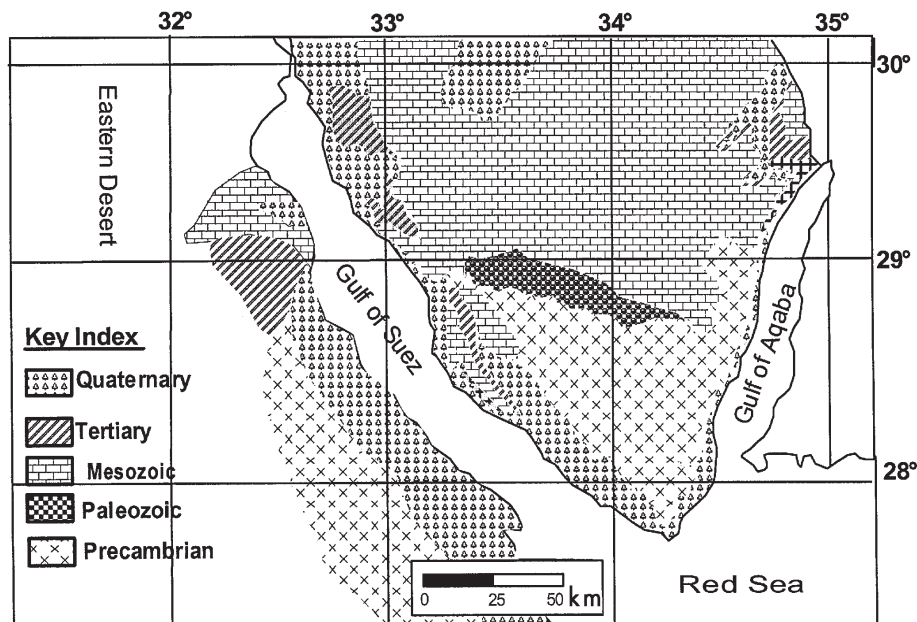 32° 33° 34° 35°
30°
Eastern Desert
29°
Gulf of Suez
Gulf of Aqaba
Key Index
Quaternary
Tertiary
Mesozoic
28°
Paleozoic
Precambrian
Red Sea
0 25 50 km